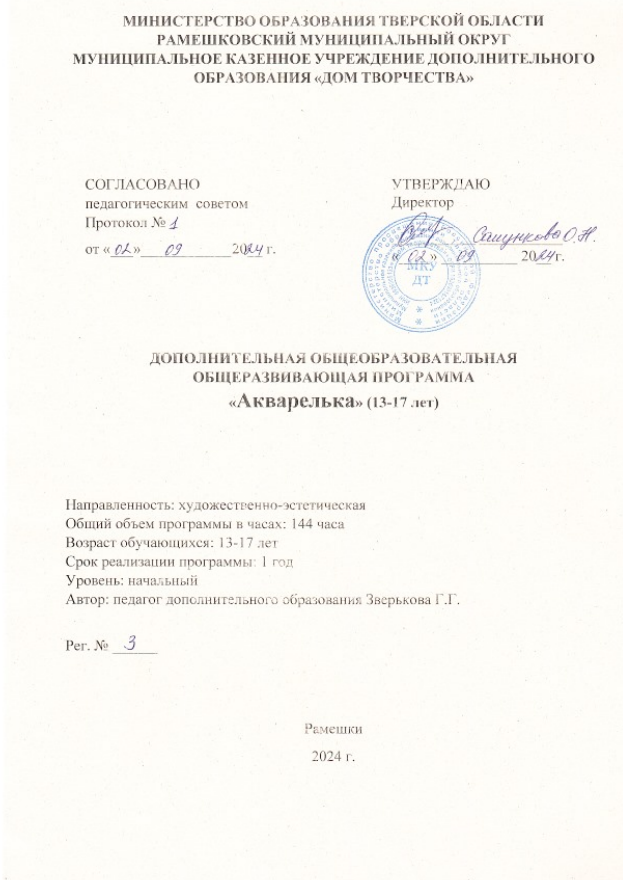 МИНИСТЕРСТВО ОБРАЗОВАНИЯ ТВЕРСКОЙ ОБЛАСТИ
РАМЕШКОВСКИЙ МУНИЦИПАЛЬНЫЙ ОКРУГ
МУНИЦИПАЛЬНОЕ КАЗЕННОЕ УЧРЕЖДЕНИЕ ДОПОЛНИТЕЛЬНОГО
ОБРАЗОВАНИЯ «ДОМ ТВОРЧЕСТВА»
СОГЛАСОВАНО
педагогическим советом
Протокол № 1
от « 02 » 09 2024 г.
УТВЕРЖДАЮ
Директор
Сапункова О.Н.
« 02 » 09 2024 г.
МКУ
ДТ
ДОПОЛНИТЕЛЬНАЯ ОБЩЕОБРАЗОВАТЕЛЬНАЯ
ОБЩЕРАЗВИВАЮЩАЯ ПРОГРАММА
«Акварелька» (13-17 лет)
Направленность: художественно-эстетическая
Общий объем программы в часах: 144 часа
Возраст обучающихся: 13-17 лет
Срок реализации программы: 1 год
Уровень: начальный
Автор: педагог дополнительного образования Зверькова Г.Г.
Рег. № 3
Рамешки
2024 г.